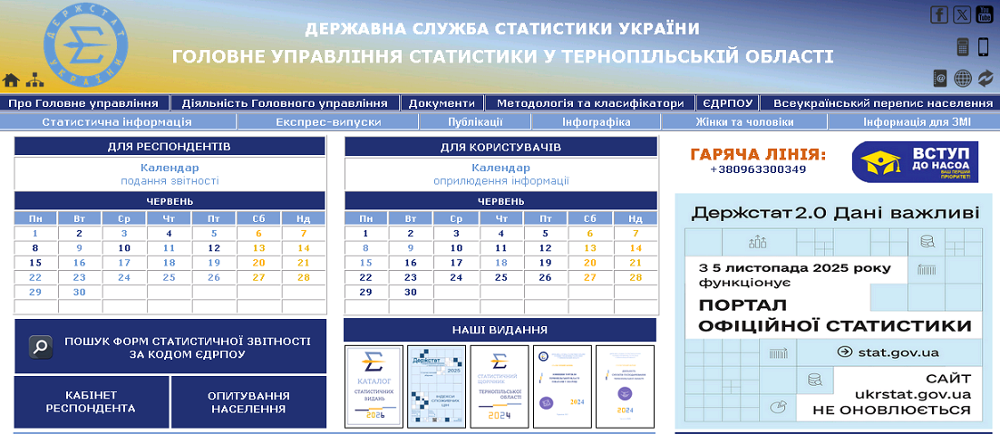 ДЕРЖСТАТ УКРАЇНИ
ДЕРЖАВНА СЛУЖБА СТАТИСТИКИ УКРАЇНИ
ГОЛОВНЕ УПРАВЛІННЯ СТАТИСТИКИ У ТЕРНОПІЛЬСЬКІЙ ОБЛАСТІ
You Tube
Про Головне управління Діяльність Головного управління Документи Методологія та класифікатори ЄДРПОУ Всеукраїнський перепис населення
Статистична інформація Експрес-випуски Публікації Інфографіка Жінки та чоловіки Інформація для ЗМІ
ДЛЯ РЕСПОНДЕНТІВ
Календар
подання звітності
ЧЕРВЕНЬ
Пн Вт Ср Чт Пт Сб Нд
1 2 3 4 5 6 7
8 9 10 11 12 13 14
15 16 17 18 19 20 21
22 23 24 25 26 27 28
29 30
ПОШУК ФОРМ СТАТИСТИЧНОЇ ЗВІТНОСТІ
ЗА КОДОМ ЄДРПОУ
КАБІНЕТ
РЕСПОНДЕНТА
ОПИТУВАННЯ
НАСЕЛЕННЯ
ДЛЯ КОРИСТУВАЧІВ
Календар
оприлюднення інформації
ЧЕРВЕНЬ
Пн Вт Ср Чт Пт Сб Нд
1 2 3 4 5 6 7
8 9 10 11 12 13 14
15 16 17 18 19 20 21
22 23 24 25 26 27 28
29 30
НАШІ ВИДАННЯ
КАТАЛОГ
СТАТИСТИЧНИХ
ВИДАНЬ
2026
Держстат
2025
ІНДЕКСИ
СПОЖИВЧИХ
ЦІН
СТАТИСТИЧНИЙ
ЩОРІЧНИК
ТЕРНОПІЛЬСЬКОЇ
ОБЛАСТІ
2024
2024
2024
ГАРЯЧА ЛІНІЯ:
+380963300349
ВСТУП
ДО НАСОА
ВАШ ПЕРШИЙ
ПРІОРИТЕТ!
Держстат 2.0 Дані важливі
З 5 листопада 2025 року
функціонує
ПОРТАЛ
ОФІЦІЙНОЇ СТАТИСТИКИ
stat.gov.ua
САЙТ
ukrstat.gov.ua
НЕ ОНОВЛЮЄТЬСЯ